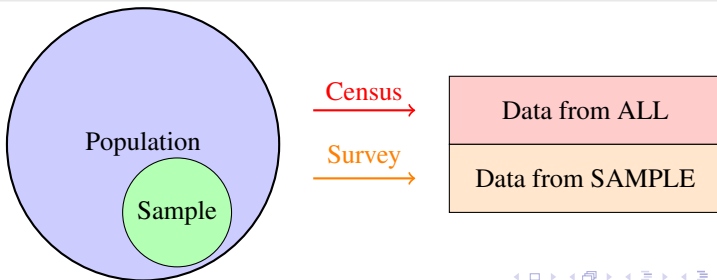 Population
Sample
Census
Survey
Data from ALL
Data from SAMPLE